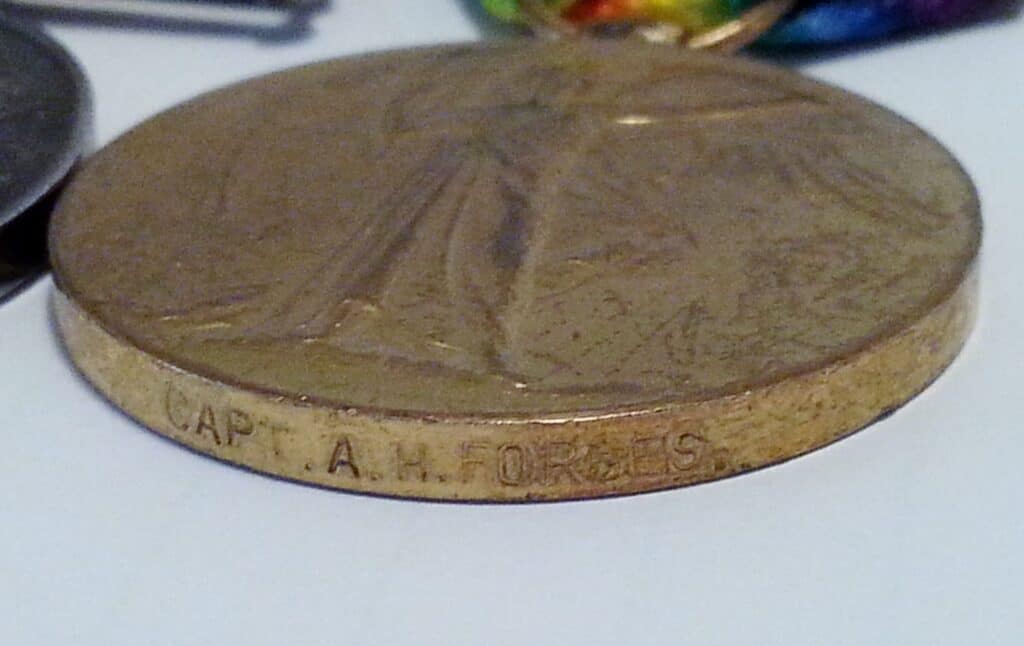 CAPT. A. H. FORBES.